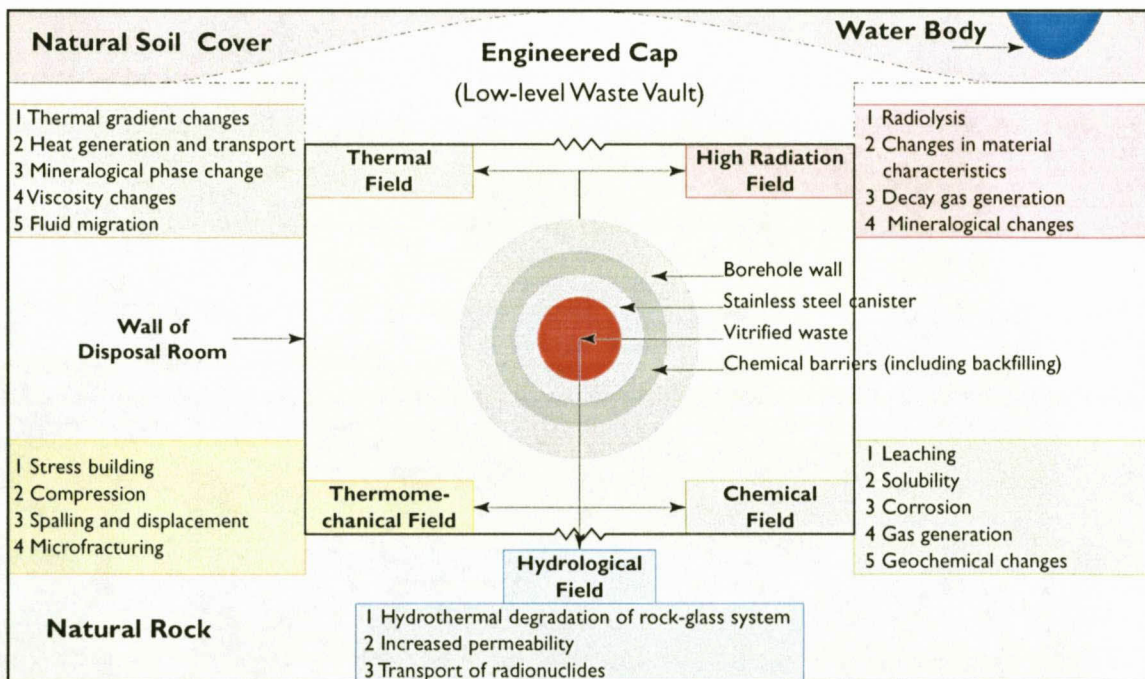 Natural Soil Cover
Engineered Cap
(Low-level Waste Vault)
Water Body
1 Thermal gradient changes
2 Heat generation and transport
3 Mineralogical phase change
4 Viscosity changes
5 Fluid migration
Thermal
Field
High Radiation
Field
1 Radiolysis
2 Changes in material
characteristics
3 Decay gas generation
4 Mineralogical changes
Borehole wall
Stainless steel canister
Vitrified waste
Chemical barriers (including backfilling)
Wall of
Disposal Room
1 Stress building
2 Compression
3 Spalling and displacement
4 Microfracturing
Thermome-
chanical Field
Chemical
Field
1 Leaching
2 Solubility
3 Corrosion
4 Gas generation
5 Geochemical changes
Hydrological
Field
1 Hydrothermal degradation of rock-glass system
2 Increased permeability
3 Transport of radionuclides
Natural Rock